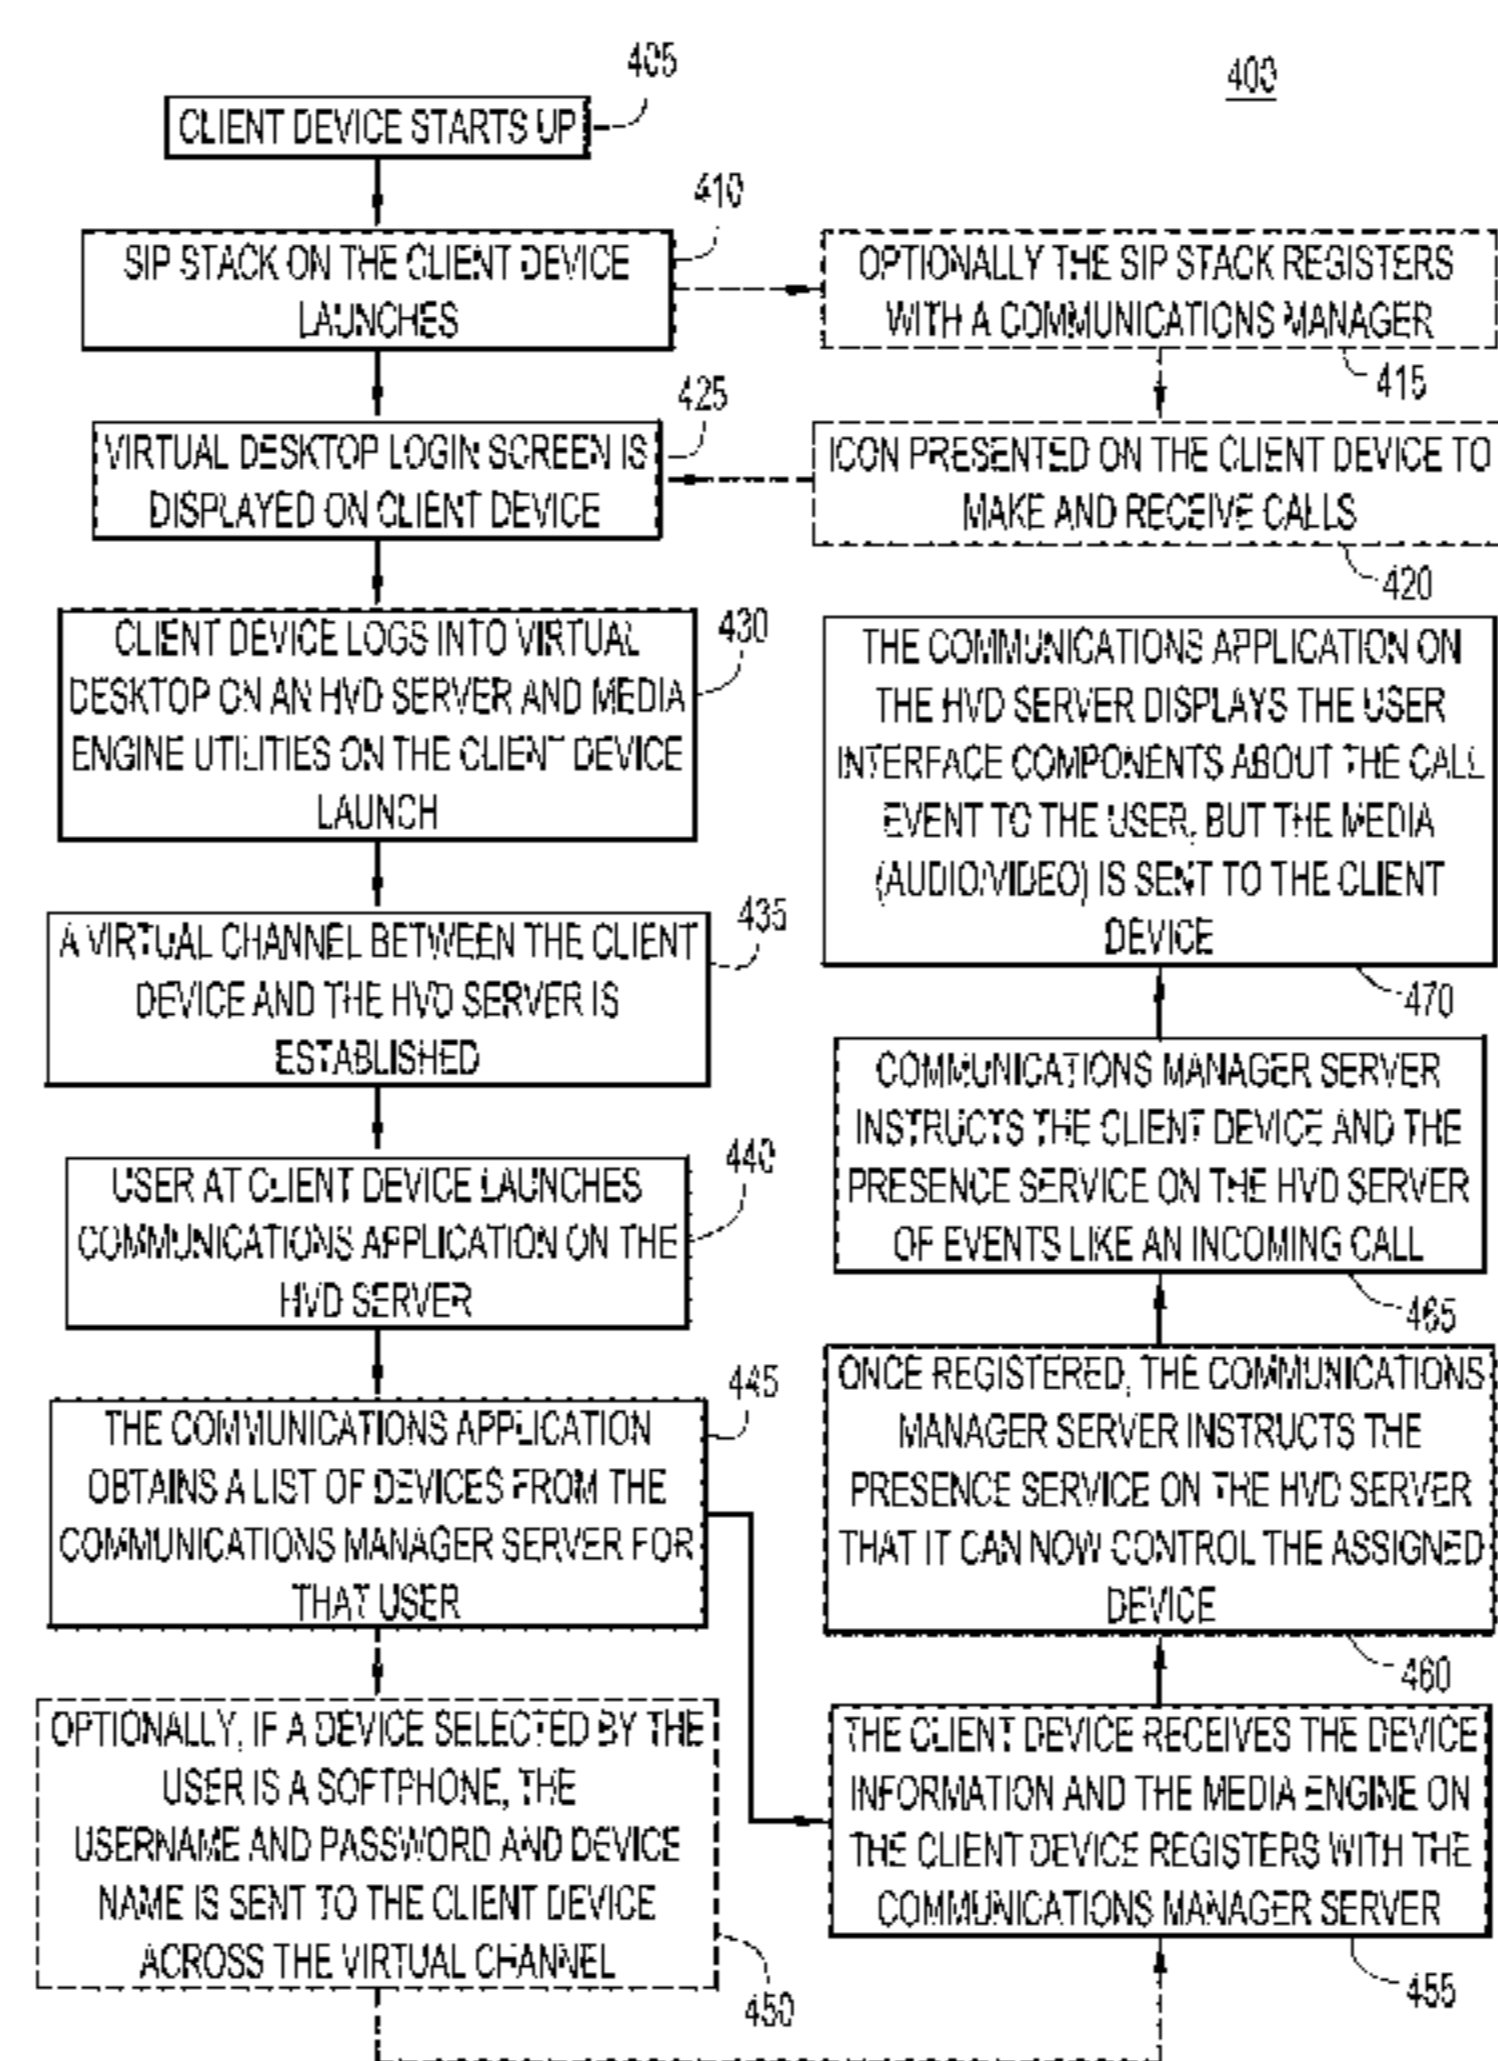 400
405
CLIENT DEVICE STARTS UP
410
SIP STACK ON THE CLIENT DEVICE
LAUNCHES
OPTIONALLY THE SIP STACK REGISTERS
WITH A COMMUNICATIONS MANAGER
415
ICON PRESENTED ON THE CLIENT DEVICE TO
MAKE AND RECEIVE CALLS
420
425
VIRTUAL DESKTOP LOGIN SCREEN IS
DISPLAYED ON CLIENT DEVICE
430
CLIENT DEVICE LOGS INTO VIRTUAL
DESKTOP ON AN HVD SERVER AND MEDIA
ENGINE UTILITIES ON THE CLIENT DEVICE
LAUNCH
435
A VIRTUAL CHANNEL BETWEEN THE CLIENT
DEVICE AND THE HVD SERVER IS
ESTABLISHED
440
USER AT CLIENT DEVICE LAUNCHES
COMMUNICATIONS APPLICATION ON THE
HVD SERVER
445
THE COMMUNICATIONS APPLICATION
OBTAINS A LIST OF DEVICES FROM THE
COMMUNICATIONS MANAGER SERVER FOR
THAT USER
OPTIONALLY, IF A DEVICE SELECTED BY THE
USER IS A SOFTPHONE, THE
USERNAME AND PASSWORD AND DEVICE
NAME IS SENT TO THE CLIENT DEVICE
ACROSS THE VIRTUAL CHANNEL
450
THE CLIENT DEVICE RECEIVES THE DEVICE
INFORMATION AND THE MEDIA ENGINE ON
THE CLIENT DEVICE REGISTERS WITH THE
COMMUNICATIONS MANAGER SERVER
455
ONCE REGISTERED, THE COMMUNICATIONS
MANAGER SERVER INSTRUCTS THE
PRESENCE SERVICE ON THE HVD SERVER
THAT IT CAN NOW CONTROL THE ASSIGNED
DEVICE
460
COMMUNICATIONS MANAGER SERVER
INSTRUCTS THE CLIENT DEVICE AND THE
PRESENCE SERVICE ON THE HVD SERVER
OF EVENTS LIKE AN INCOMING CALL
465
THE COMMUNICATIONS APPLICATION ON
THE HVD SERVER DISPLAYS THE USER
INTERFACE COMPONENTS ABOUT THE CALL
EVENT TO THE USER, BUT THE MEDIA
(AUDIO/VIDEO) IS SENT TO THE CLIENT
DEVICE
470